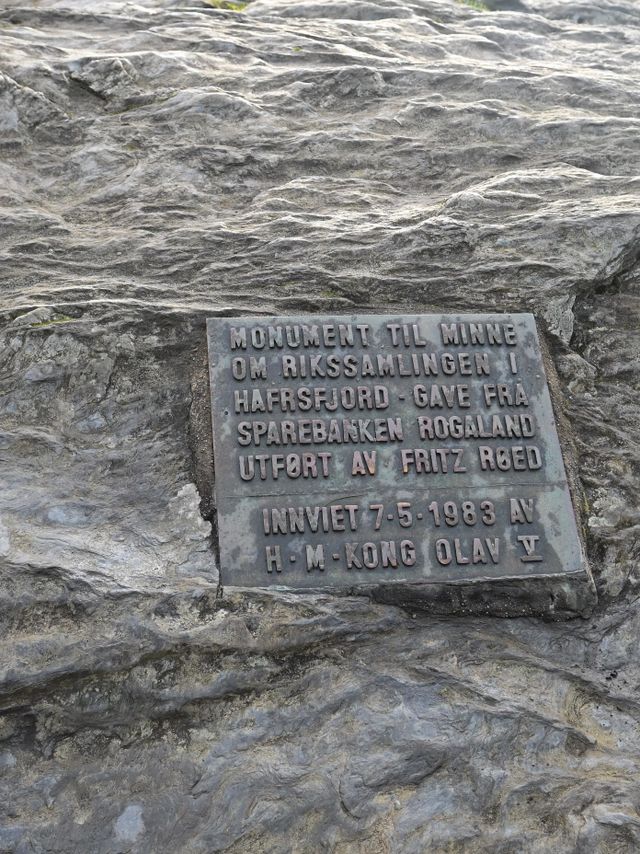 MONUMENT TIL MINNE
OM RIKSSAMLINGEN I
HAFRSFJORD · GAVE FRÅ
SPAREBANKEN ROGALAND
UTFØRT AV FRITZ RØED
INNVIET 7·5·1983 AV
H·M·KONG OLAV V